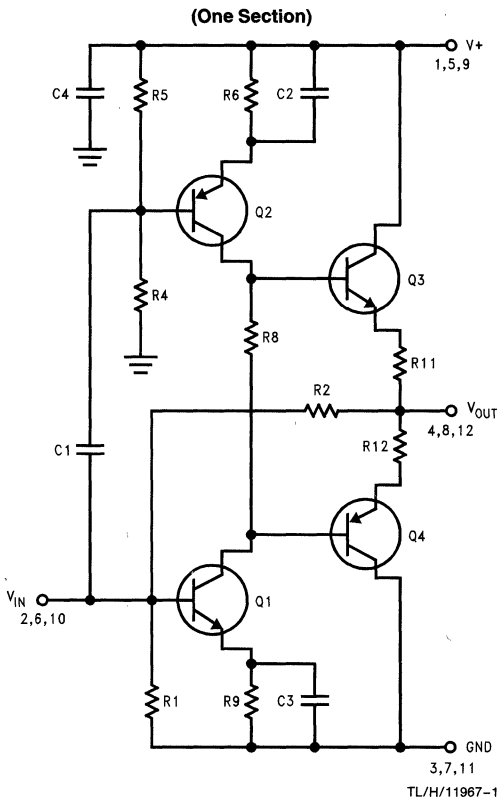 (One Section)
V+
1,5,9
C4
R5
R6
C2
Q2
Q3
R4
R8
R11
R2
VOUT
4,8,12
R12
C1
Q4
VIN
2,6,10
Q1
R1
R9
C3
GND
3,7,11
TL/H/11967-1